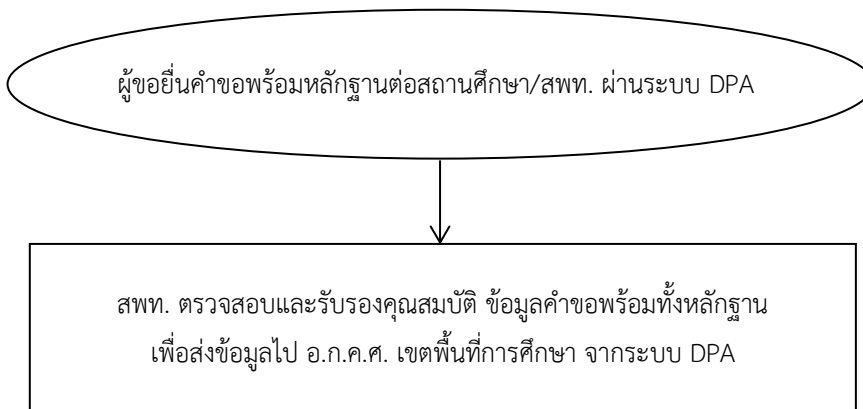 ผู้ขอยื่นคำขอพร้อมหลักฐานต่อสถานศึกษา/สพท. ผ่านระบบ DPA
สพท. ตรวจสอบและรับรองคุณสมบัติ ข้อมูลคำขอพร้อมทั้งหลักฐาน
เพื่อส่งข้อมูลไป อ.ก.ค.ศ. เขตพื้นที่การศึกษา จากระบบ DPA